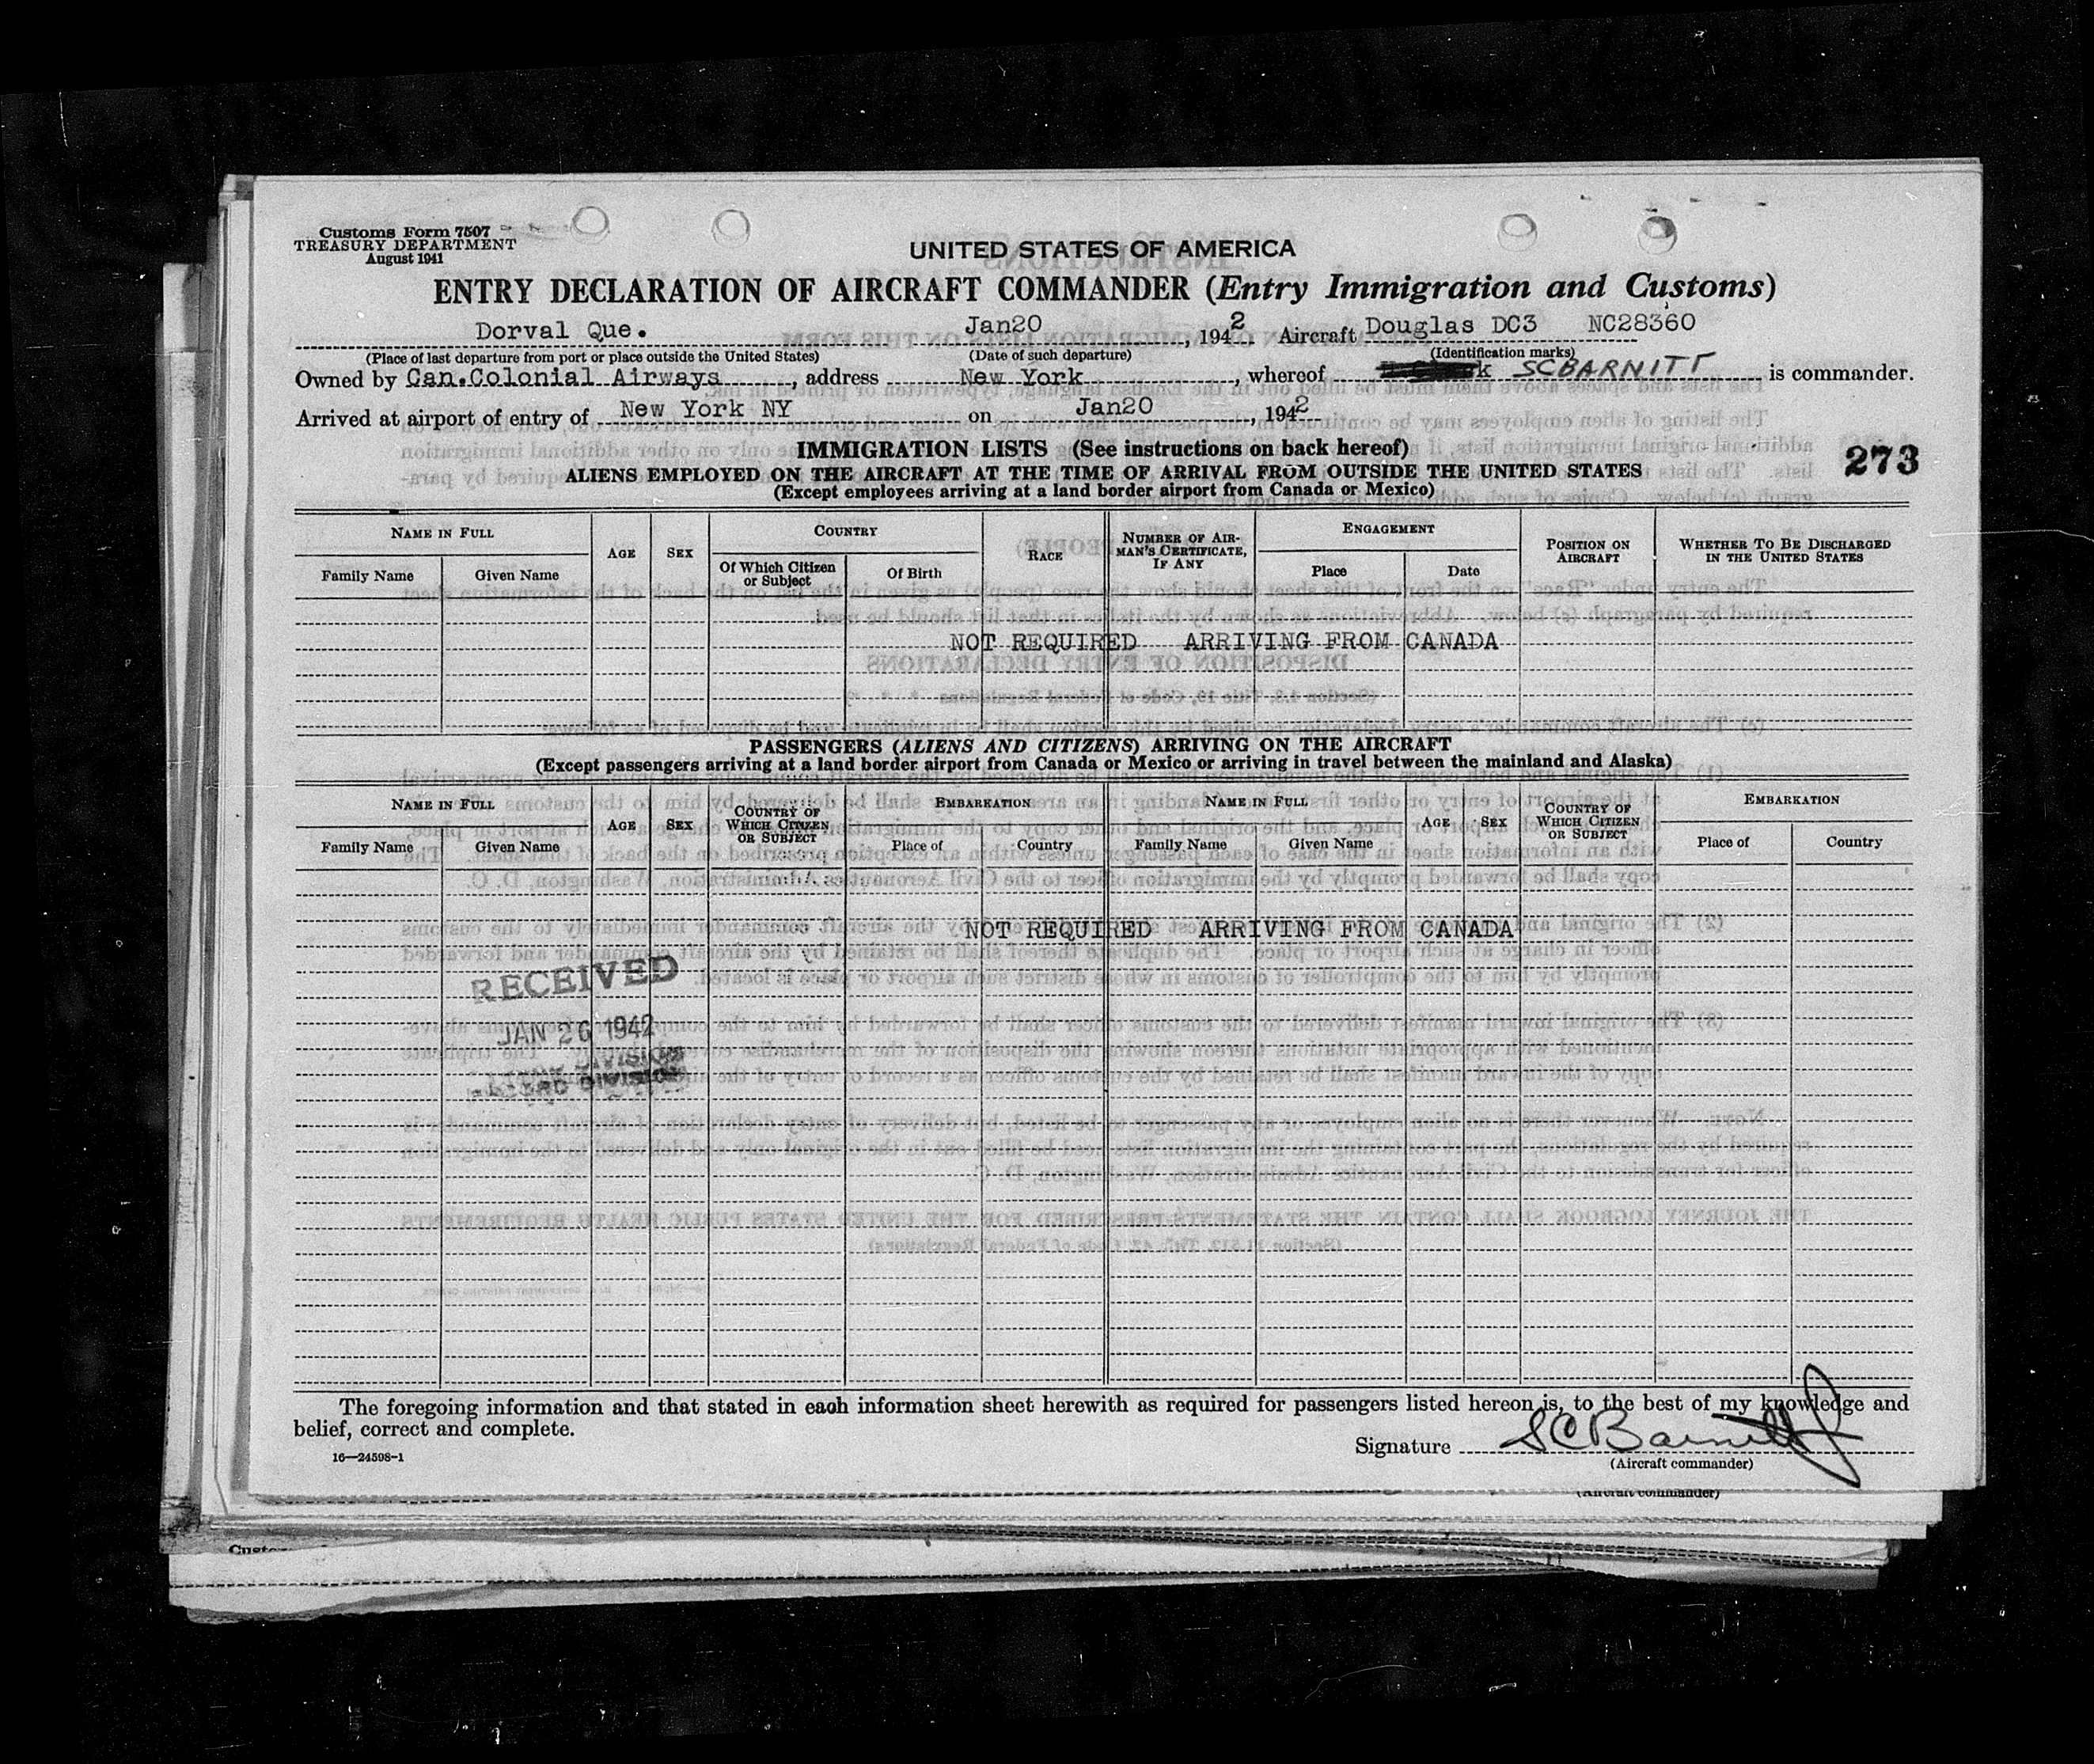 Customs Form 7507
TREASURY DEPARTMENT
August 1941
UNITED STATES OF AMERICA
ENTRY DECLARATION OF AIRCRAFT COMMANDER (Entry Immigration and Customs)
Dorval Que. Jan20, 1942 Aircraft Douglas DC3 NC28360
(Place of last departure from port or place outside the United States) (Date of such departure) (Identification marks)
Owned by Can.Colonial Airways, address New York, whereof SCBARNITT is commander.
Arrived at airport of entry of New York NY on Jan20, 1942
IMMIGRATION LISTS (See instructions on back hereof)
273
ALIENS EMPLOYED ON THE AIRCRAFT AT THE TIME OF ARRIVAL FROM OUTSIDE THE UNITED STATES
(Except employees arriving at a land border airport from Canada or Mexico)
NAME IN FULL AGE SEX COUNTRY RACE NUMBER OF AIR-MAN'S CERTIFICATE, IF ANY ENGAGEMENT POSITION ON AIRCRAFT WHETHER TO BE DISCHARGED IN THE UNITED STATES
Family Name Given Name Of Which Citizen or Subject Of Birth Place Date
NOT REQUIRED ARRIVING FROM CANADA
PASSENGERS (ALIENS AND CITIZENS) ARRIVING ON THE AIRCRAFT
(Except passengers arriving at a land border airport from Canada or Mexico or arriving in travel between the mainland and Alaska)
NAME IN FULL AGE SEX COUNTRY OF WHICH CITIZEN OR SUBJECT EMBARKATION NAME IN FULL AGE SEX COUNTRY OF WHICH CITIZEN OR SUBJECT EMBARKATION
Family Name Given Name Place of Country Family Name Given Name Place of Country
NOT REQUIRED ARRIVING FROM CANADA
RECEIVED
JAN 26 1942
DIVISION
DIVISION
The foregoing information and that stated in each information sheet herewith as required for passengers listed hereon is, to the best of my knowledge and
belief, correct and complete.
Signature SCBarnitt
16—24598-1
(Aircraft commander)
(Aircraft commander)